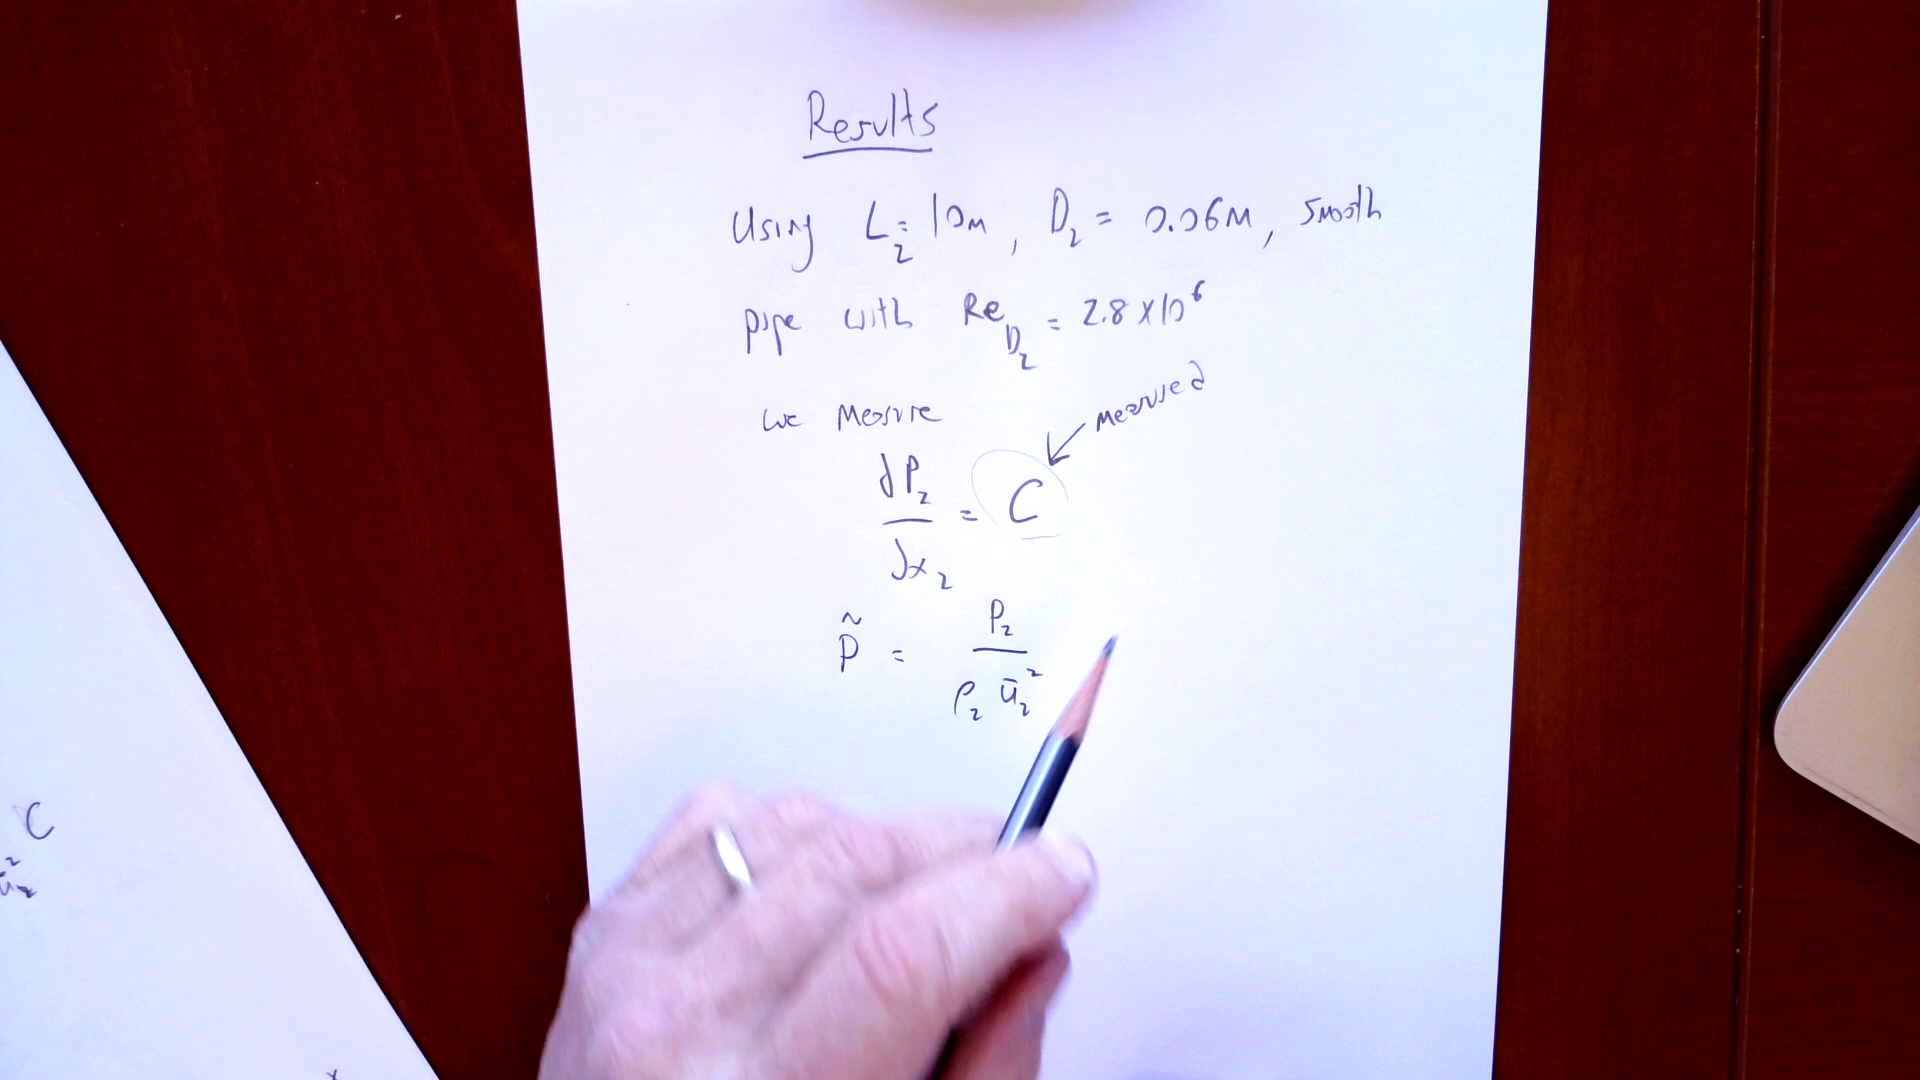 Results
Using L₂ = 10m, D₂ = 0.06m, smooth
pipe with Re_D₂ = 2.8 x 10⁶
we measure
measured
dP₂/dx₂ = C
p̃ = P₂ / ρ₂ ū₂²
C
ū₂²